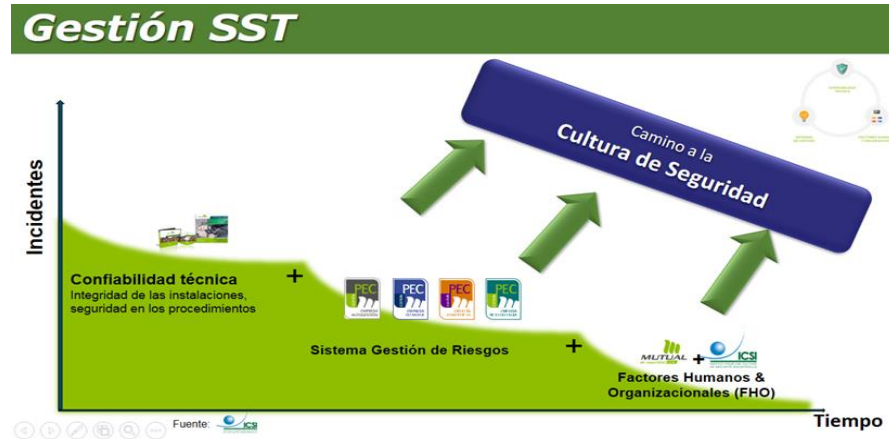 Gestión SST
Camino a la
Cultura de Seguridad
Incidentes
Confiabilidad técnica
Integridad de las instalaciones,
seguridad en los procedimientos
+
PEC
PEC
PEC
PEC
Sistema Gestión de Riesgos
+
MUTUAL
+
ICSI
Factores Humanos &
Organizacionales (FHO)
Tiempo
Fuente:
ICSI